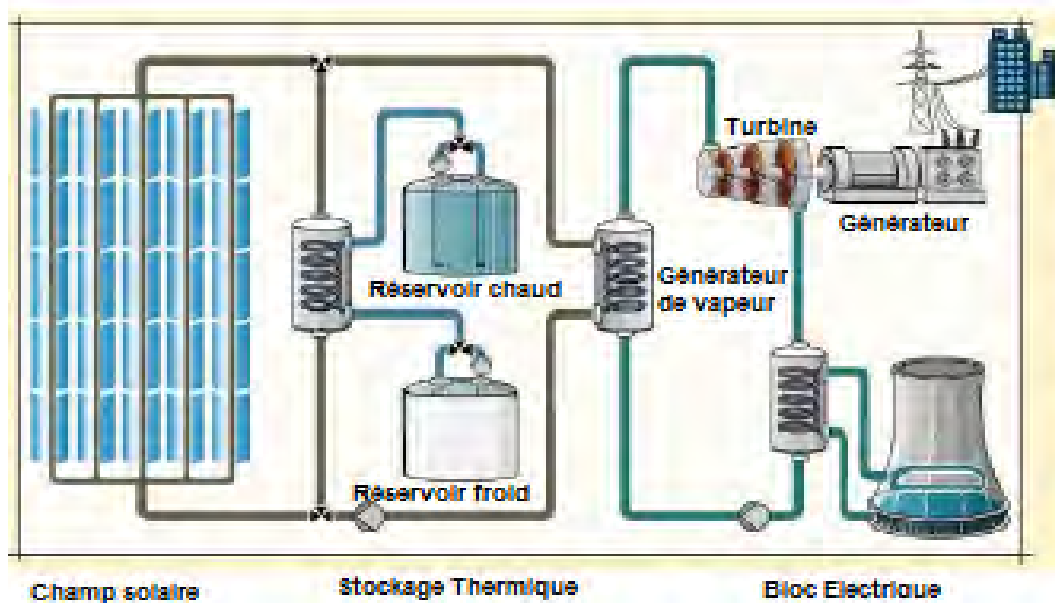 Turbine
Générateur
Réservoir chaud
Générateur
de vapeur
Réservoir froid
Champ solaire
Stockage Thermique
Bloc Electrique